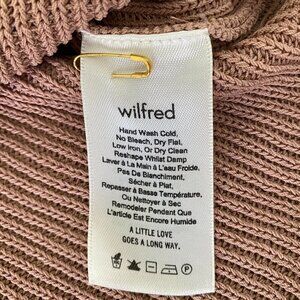 wilfred
Hand Wash Cold,
No Bleach, Dry Flat.
Low Iron, Or Dry Clean
Reshape Whilst Damp
Laver À La Main À L'eau Froide.
Pas De Blanchiment,
Sécher à Plat,
Repasser à Basse Température,
Ou Nettoyer à Sec
Remodeler Pendant Que
L'article Est Encore Humide
A LITTLE LOVE
GOES A LONG WAY.
P